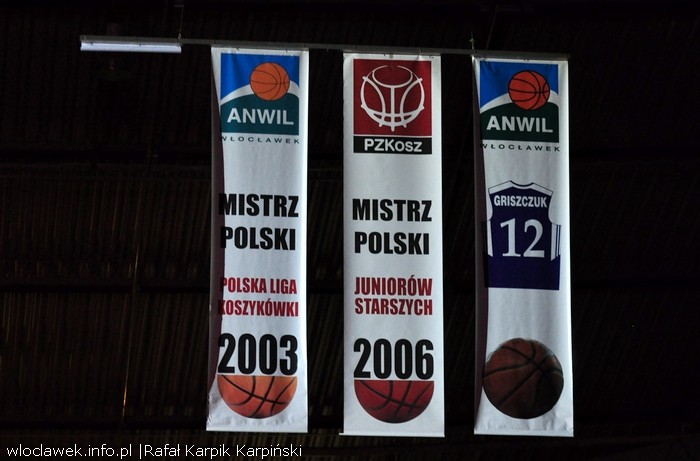 ANWIL
WŁOCŁAWEK
MISTRZ
POLSKI
POLSKA LIGA
KOSZYKÓWKI
2003
PZKosz
MISTRZ
POLSKI
JUNIORÓW
STARSZYCH
2006
ANWIL
WŁOCŁAWEK
GRISZCZUK
12
wloclawek.info.pl |Rafał Karpik Karpiński